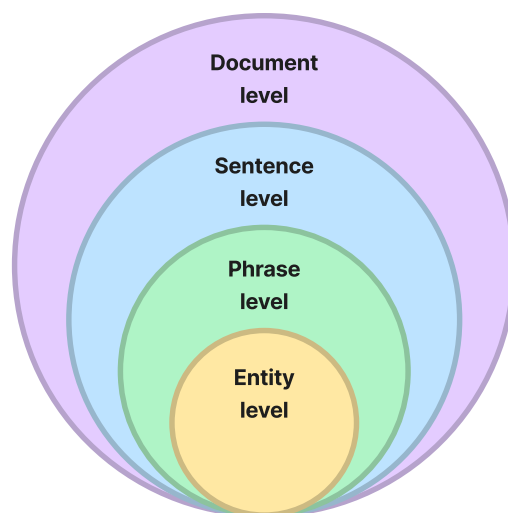 Document
level
Sentence
level
Phrase
level
Entity
level